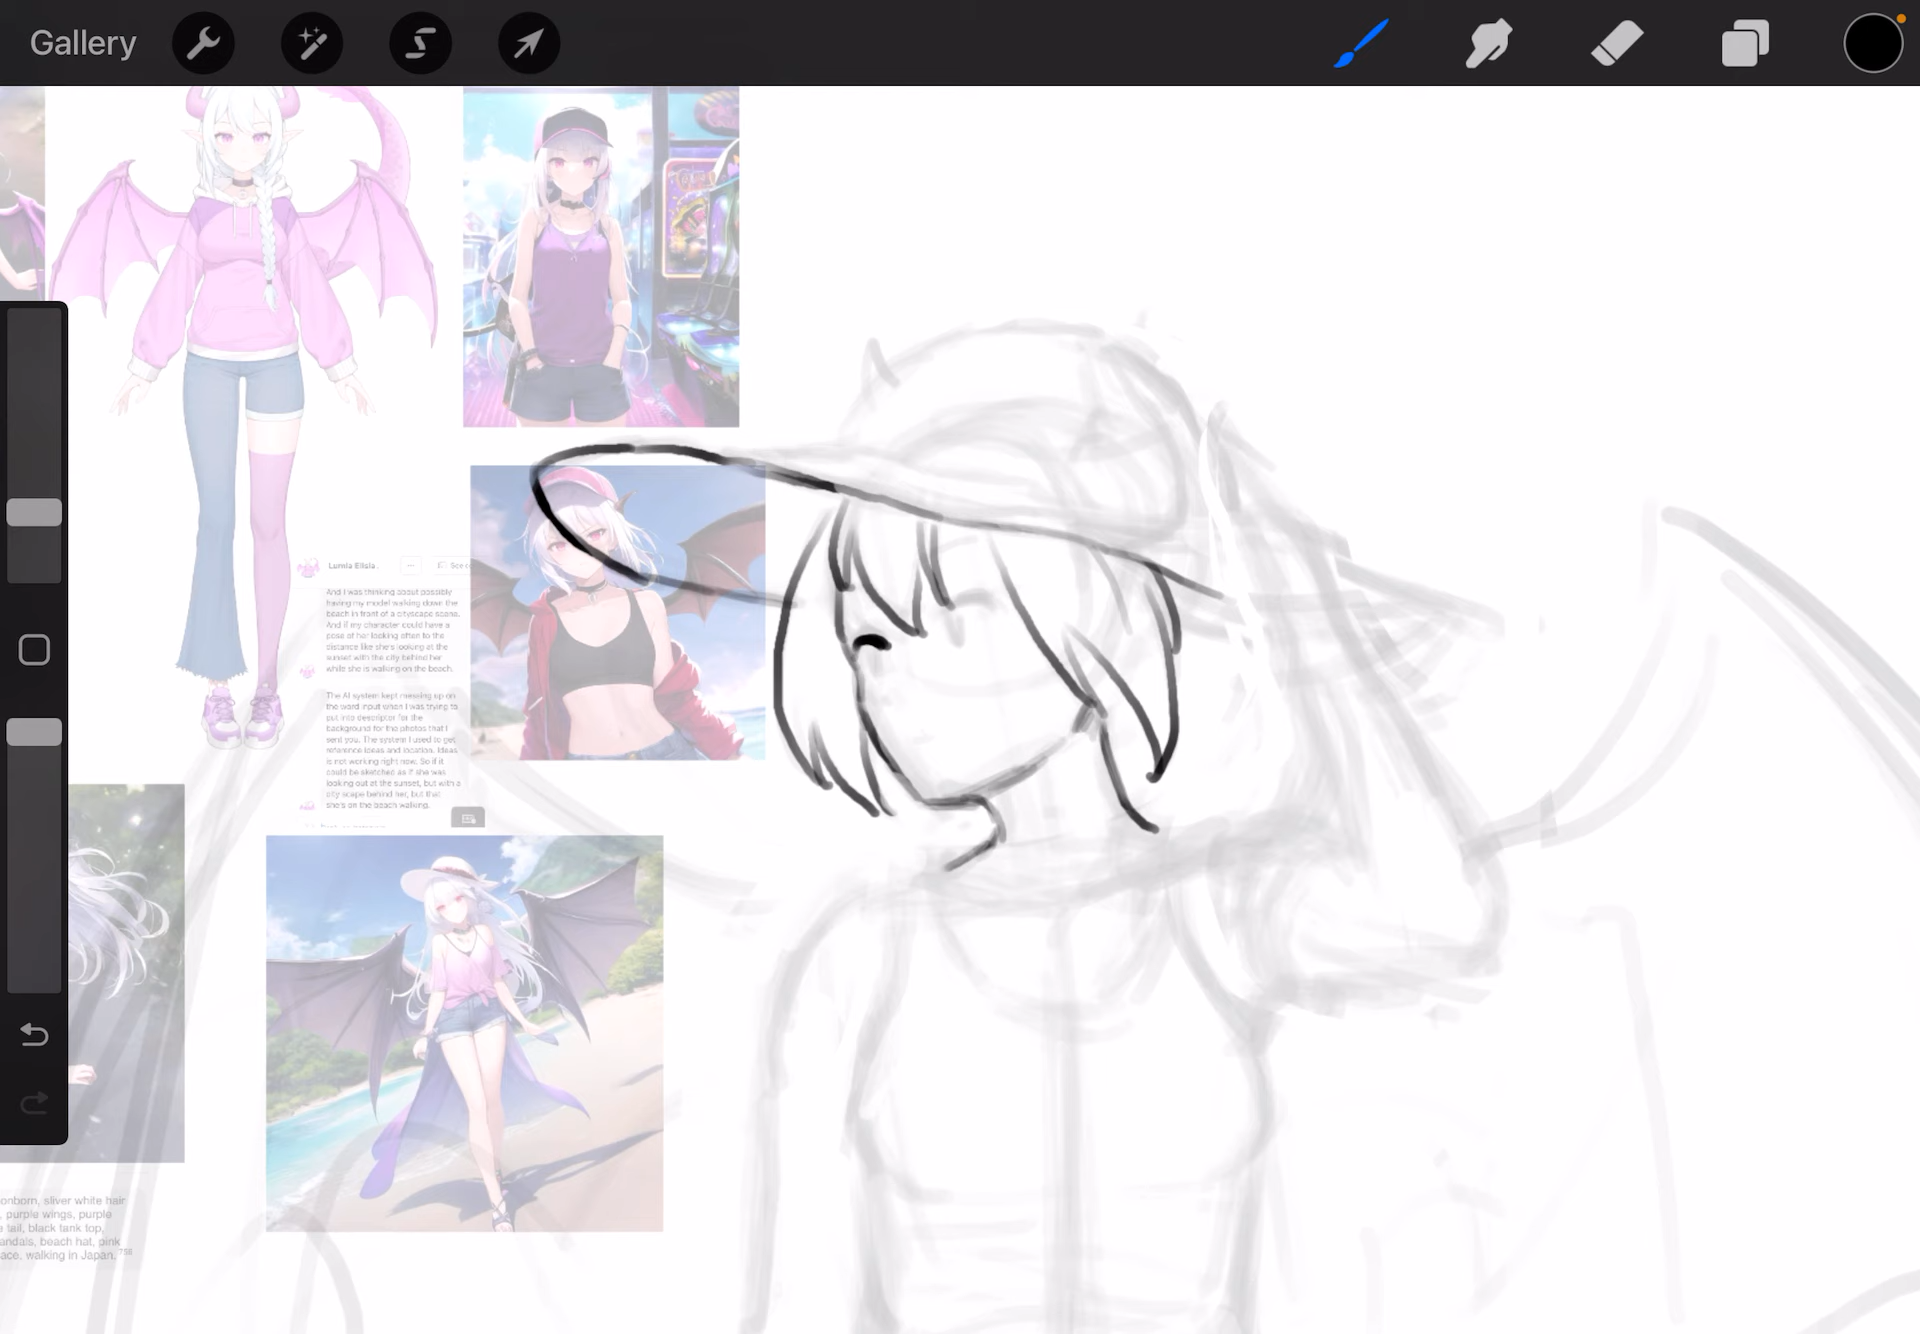 Gallery
Lumia Elisia
...
And I was thinking about possibly
having my model walking down the
beach in front of a cityscape scene.
And if my character could have a
pose of her looking often to the
distance like she's looking at the
sunset with the city behind her
while she is walking on the beach.
The AI system kept messing up on
the word input when I was trying to
put into descriptor for the
background for the photos that I
sent you. The system I used to get
reference ideas and location. Ideas
is not working right now. So if it
could be sketched as if she was
looking out at the sunset, but with a
city scape behind her, but that
she's on the beach walking.
onborn, sliver white hair
, purple wings, purple
e tail, black tank top,
andals, beach hat, pink
ace. walking in Japan.